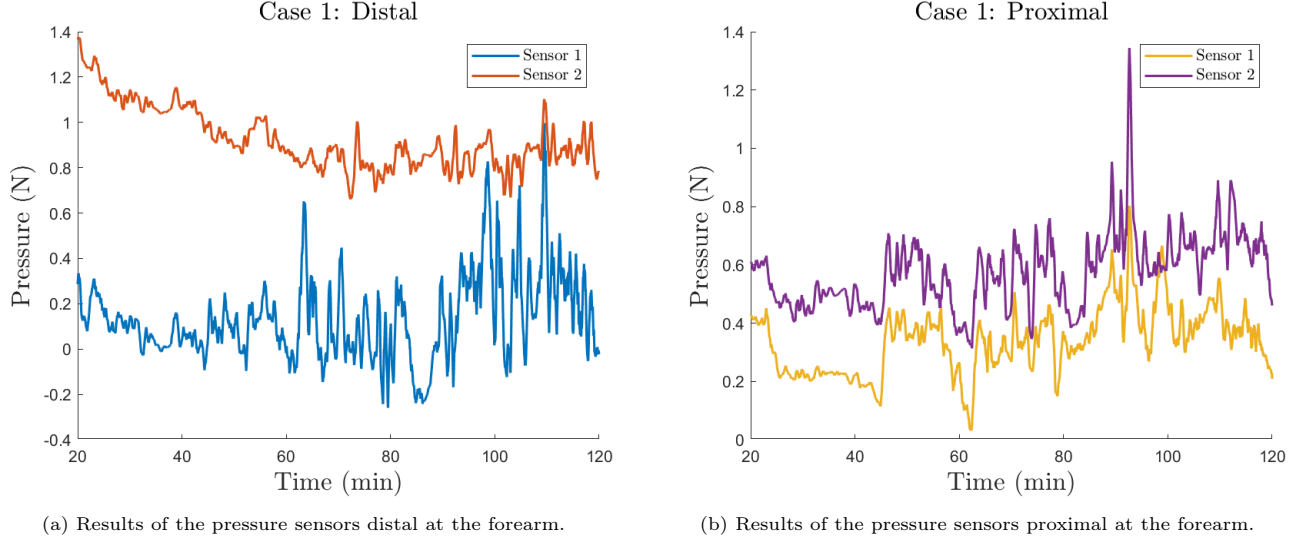 Case 1: Distal
1.4
1.2
1
0.8
0.6
0.4
0.2
0
-0.2
-0.4
Pressure (N)
20
40
60
80
100
120
Time (min)
Sensor 1
Sensor 2
(a) Results of the pressure sensors distal at the forearm.
Case 1: Proximal
1.4
1.2
1
0.8
0.6
0.4
0.2
0
Pressure (N)
20
40
60
80
100
120
Time (min)
Sensor 1
Sensor 2
(b) Results of the pressure sensors proximal at the forearm.